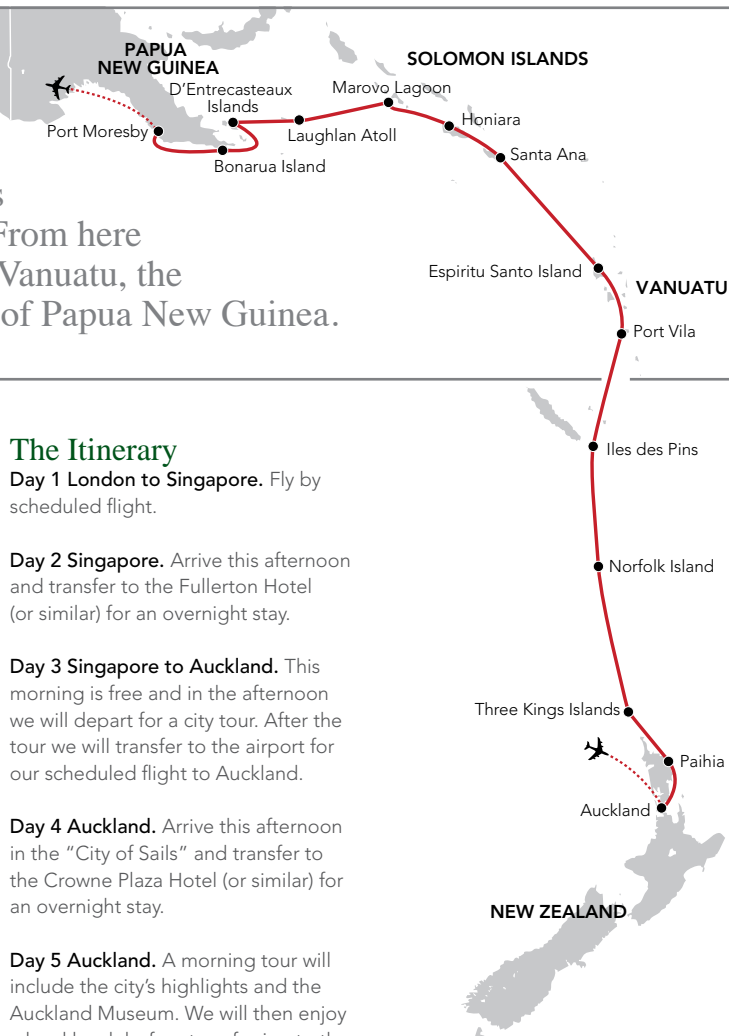 PAPUA
NEW GUINEA
SOLOMON ISLANDS
D’Entrecasteaux
Islands
Marovo Lagoon
Port Moresby
Laughlan Atoll
Honiara
Bonarua Island
Santa Ana
s
From here
Vanuatu, the
of Papua New Guinea.
Espiritu Santo Island
VANUATU
Port Vila
Iles des Pins
Norfolk Island
Three Kings Islands
Paihia
Auckland
NEW ZEALAND
The Itinerary
Day 1 London to Singapore. Fly by
scheduled flight.
Day 2 Singapore. Arrive this afternoon
and transfer to the Fullerton Hotel
(or similar) for an overnight stay.
Day 3 Singapore to Auckland. This
morning is free and in the afternoon
we will depart for a city tour. After the
tour we will transfer to the airport for
our scheduled flight to Auckland.
Day 4 Auckland. Arrive this afternoon
in the “City of Sails” and transfer to
the Crowne Plaza Hotel (or similar) for
an overnight stay.
Day 5 Auckland. A morning tour will
include the city’s highlights and the
Auckland Museum. We will then enjoy